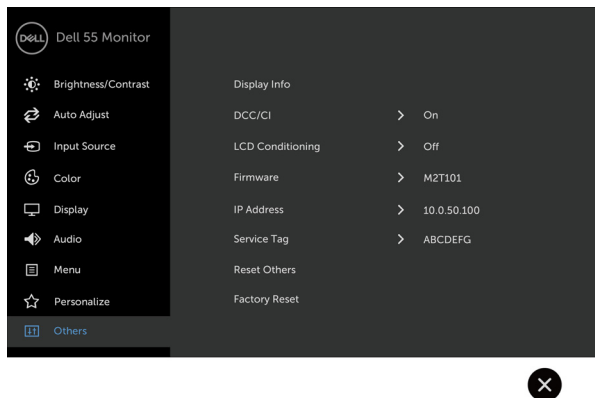 DELL Dell 55 Monitor
Brightness/Contrast
Auto Adjust
Input Source
Color
Display
Audio
Menu
Personalize
Others
Display Info
DCC/CI > On
LCD Conditioning > Off
Firmware > M2T101
IP Address > 10.0.50.100
Service Tag > ABCDEFG
Reset Others
Factory Reset